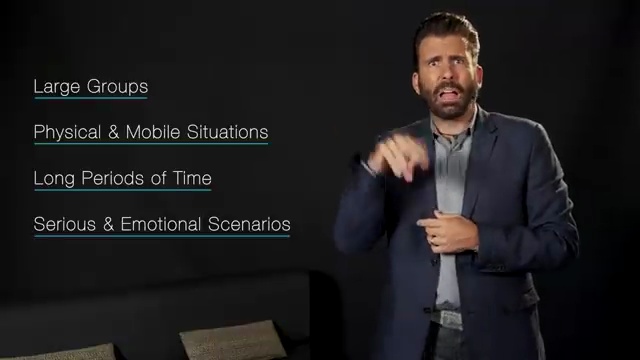 Large Groups
Physical & Mobile Situations
Long Periods of Time
Serious & Emotional Scenarios